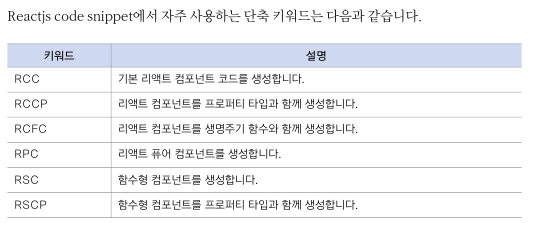 Reactjs code snippet에서 자주 사용하는 단축 키워드는 다음과 같습니다.
키워드 설명
RCC 기본 리액트 컴포넌트 코드를 생성합니다.
RCCP 리액트 컴포넌트를 프로퍼티 타입과 함께 생성합니다.
RCFC 리액트 컴포넌트를 생명주기 함수와 함께 생성합니다.
RPC 리액트 퓨어 컴포넌트를 생성합니다.
RSC 함수형 컴포넌트를 생성합니다.
RSCP 함수형 컴포넌트를 프로퍼티 타입과 함께 생성합니다.